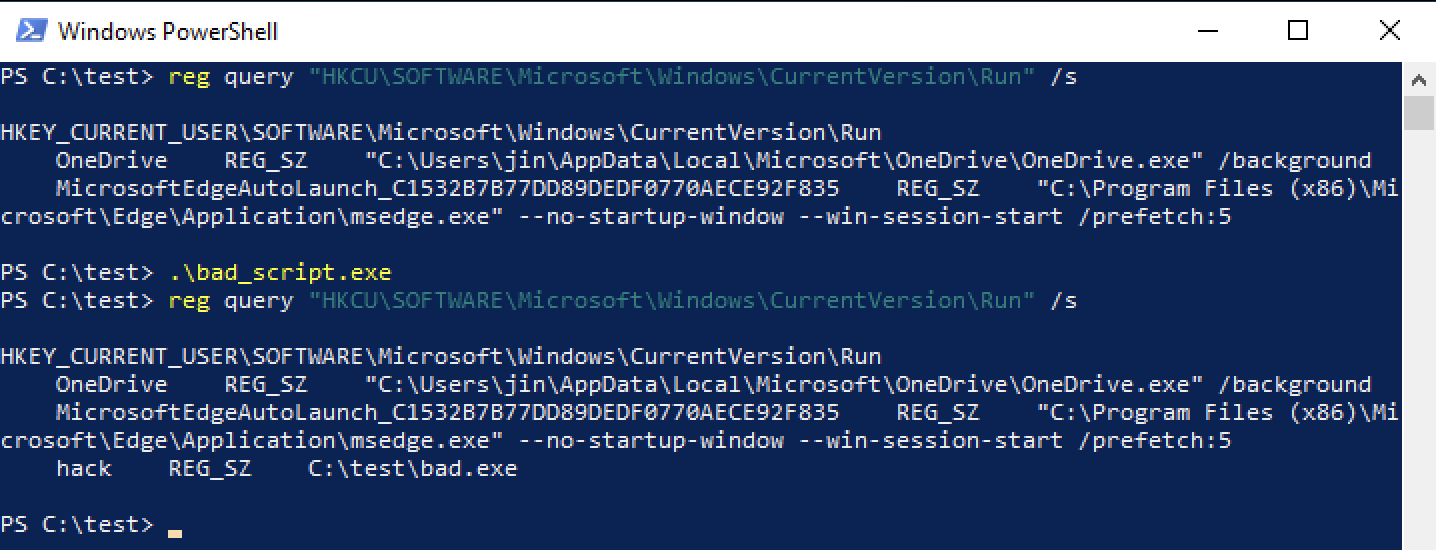 Windows PowerShell
PS C:\test> reg query "HKCU\SOFTWARE\Microsoft\Windows\CurrentVersion\Run" /s
HKEY_CURRENT_USER\SOFTWARE\Microsoft\Windows\CurrentVersion\Run
    OneDrive    REG_SZ    "C:\Users\jin\AppData\Local\Microsoft\OneDrive\OneDrive.exe" /background
    MicrosoftEdgeAutoLaunch_C1532B7B77DD89DEDF0770AECE92F835    REG_SZ    "C:\Program Files (x86)\Mi
crosoft\Edge\Application\msedge.exe" --no-startup-window --win-session-start /prefetch:5
PS C:\test> .\bad_script.exe
PS C:\test> reg query "HKCU\SOFTWARE\Microsoft\Windows\CurrentVersion\Run" /s
HKEY_CURRENT_USER\SOFTWARE\Microsoft\Windows\CurrentVersion\Run
    OneDrive    REG_SZ    "C:\Users\jin\AppData\Local\Microsoft\OneDrive\OneDrive.exe" /background
    MicrosoftEdgeAutoLaunch_C1532B7B77DD89DEDF0770AECE92F835    REG_SZ    "C:\Program Files (x86)\Mi
crosoft\Edge\Application\msedge.exe" --no-startup-window --win-session-start /prefetch:5
    hack    REG_SZ    C:\test\bad.exe
PS C:\test>